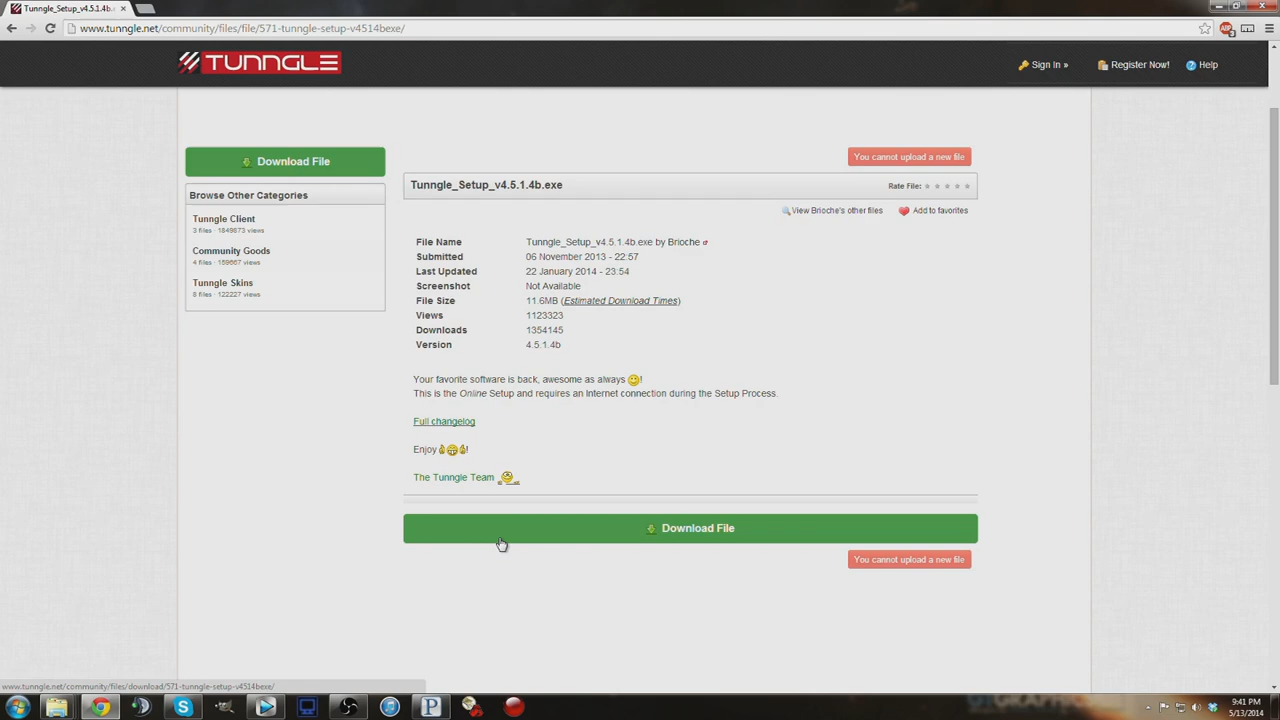 Tunngle_Setup_v4.5.1.4b.
www.tunngle.net/community/files/file/571-tunngle-setup-v4514bexe/
TUNNGLE
Sign In »
Register Now!
Help
Download File
You cannot upload a new file
Browse Other Categories
Tunngle_Setup_v4.5.1.4b.exe
Rate File:
View Brioche's other files
Add to favorites
Tunngle Client
3 files · 1849873 views
Community Goods
4 files · 159667 views
Tunngle Skins
8 files · 122227 views
File Name Tunngle_Setup_v4.5.1.4b.exe by Brioche
Submitted 06 November 2013 - 22:57
Last Updated 22 January 2014 - 23:54
Screenshot Not Available
File Size 11.6MB (Estimated Download Times)
Views 1123323
Downloads 1354145
Version 4.5.1.4b
Your favorite software is back, awesome as always !
This is the Online Setup and requires an Internet connection during the Setup Process.
Full changelog
Enjoy !
The Tunngle Team
Download File
You cannot upload a new file
www.tunngle.net/community/files/download/571-tunngle-setup-v4514bexe/
9:41 PM
5/13/2014